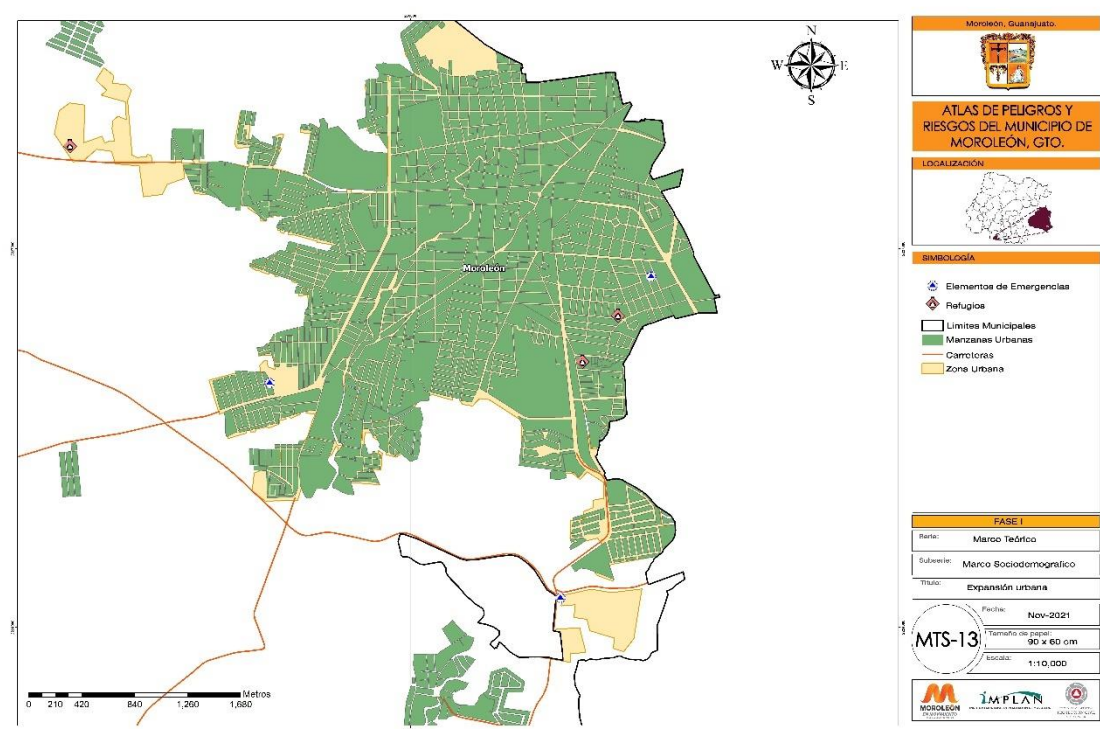 N
W
E
S
Moroleón
Metros
0 210 420 840 1,260 1,680
Moroleón, Guanajuato.
ATLAS DE PELIGROS Y
RIESGOS DEL MUNICIPIO DE
MOROLEÓN, GTO.
LOCALIZACIÓN
SIMBOLOGÍA
Elementos de Emergencias
Refugios
Limites Municipales
Manzanas Urbanas
Carreteras
Zona Urbana
FASE I
Serie: Marco Teórico
Subserie: Marco Sociodemografico
Título: Expansión urbana
MTS-13
Fecha: Nov-2021
Tamaño de papel:
90 x 60 cm
Escala: 1:10,000
MOROLEÓN
IMPLAN